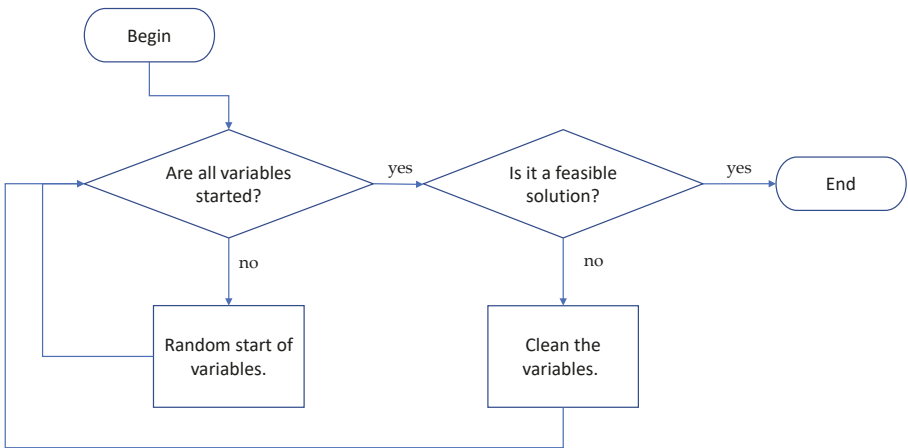 Begin
Are all variables
started?
yes
Is it a feasible
solution?
yes
End
no
no
Random start of
variables.
Clean the
variables.